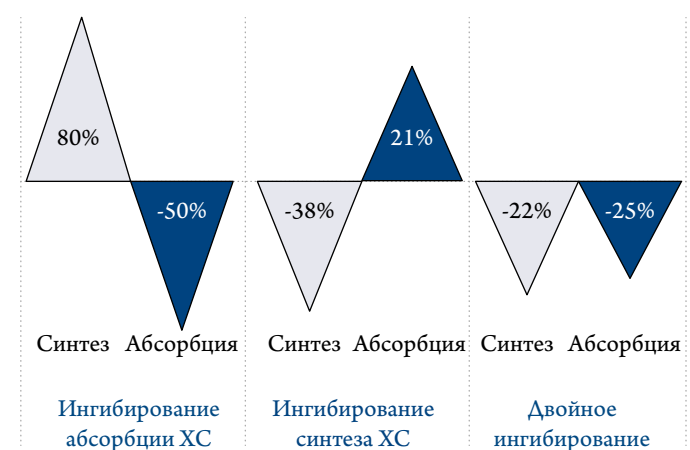 80%
-50%
-38%
21%
-22%
-25%
Синтез Абсорбция
Синтез Абсорбция
Синтез Абсорбция
Ингибирование
абсорбции ХС
Ингибирование
синтеза ХС
Двойное
ингибирование